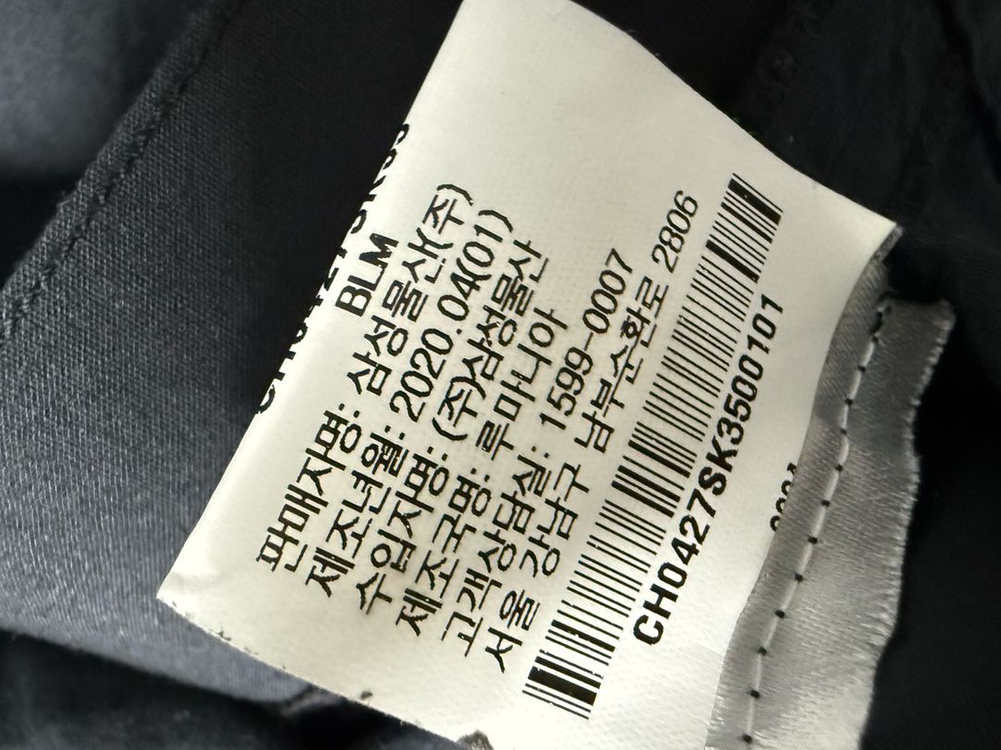 BLM
판매자명: 삼성물산(주)
제조년월: 2020.04(01)
수입자명: (주)삼성물산
제조국명: 루마니아
고객상담실: 1599-0007
서울 강남구 남부순환로 2806
CH0427SK3500101